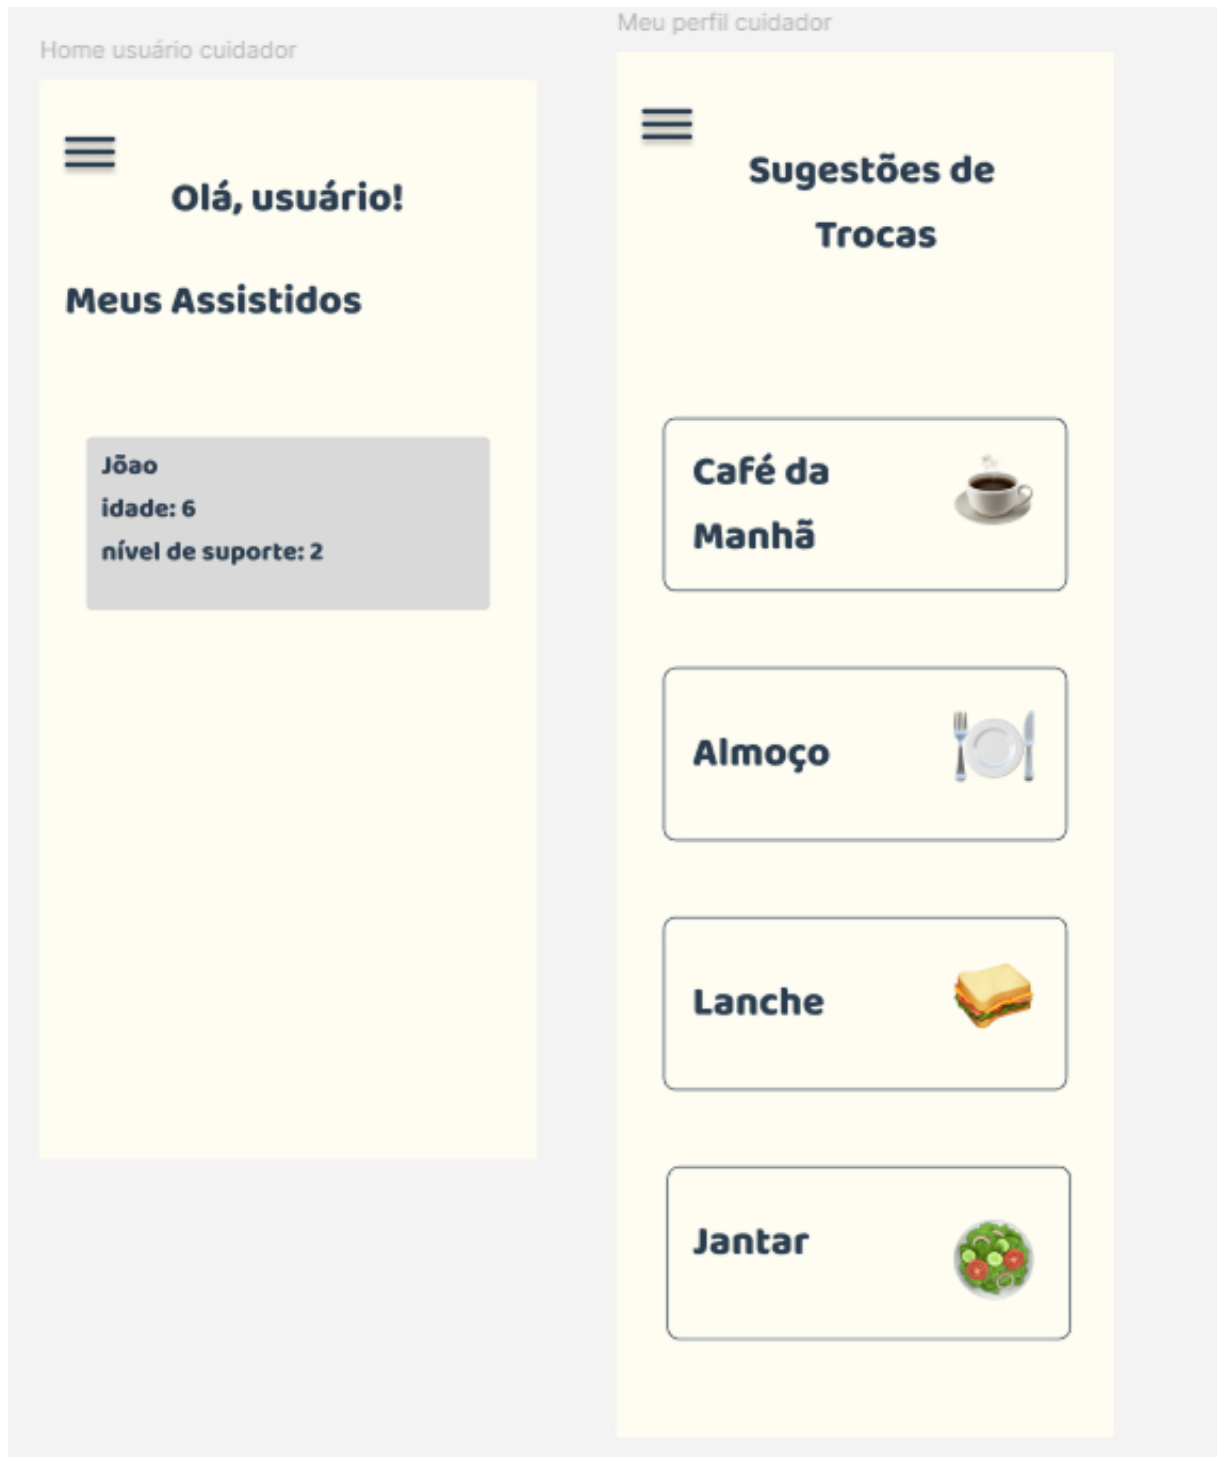 Home usuário cuidador
Olá, usuário!
Meus Assistidos
Jõao
idade: 6
nível de suporte: 2
Meu perfil cuidador
Sugestões de
Trocas
Café da
Manhã
Almoço
Lanche
Jantar